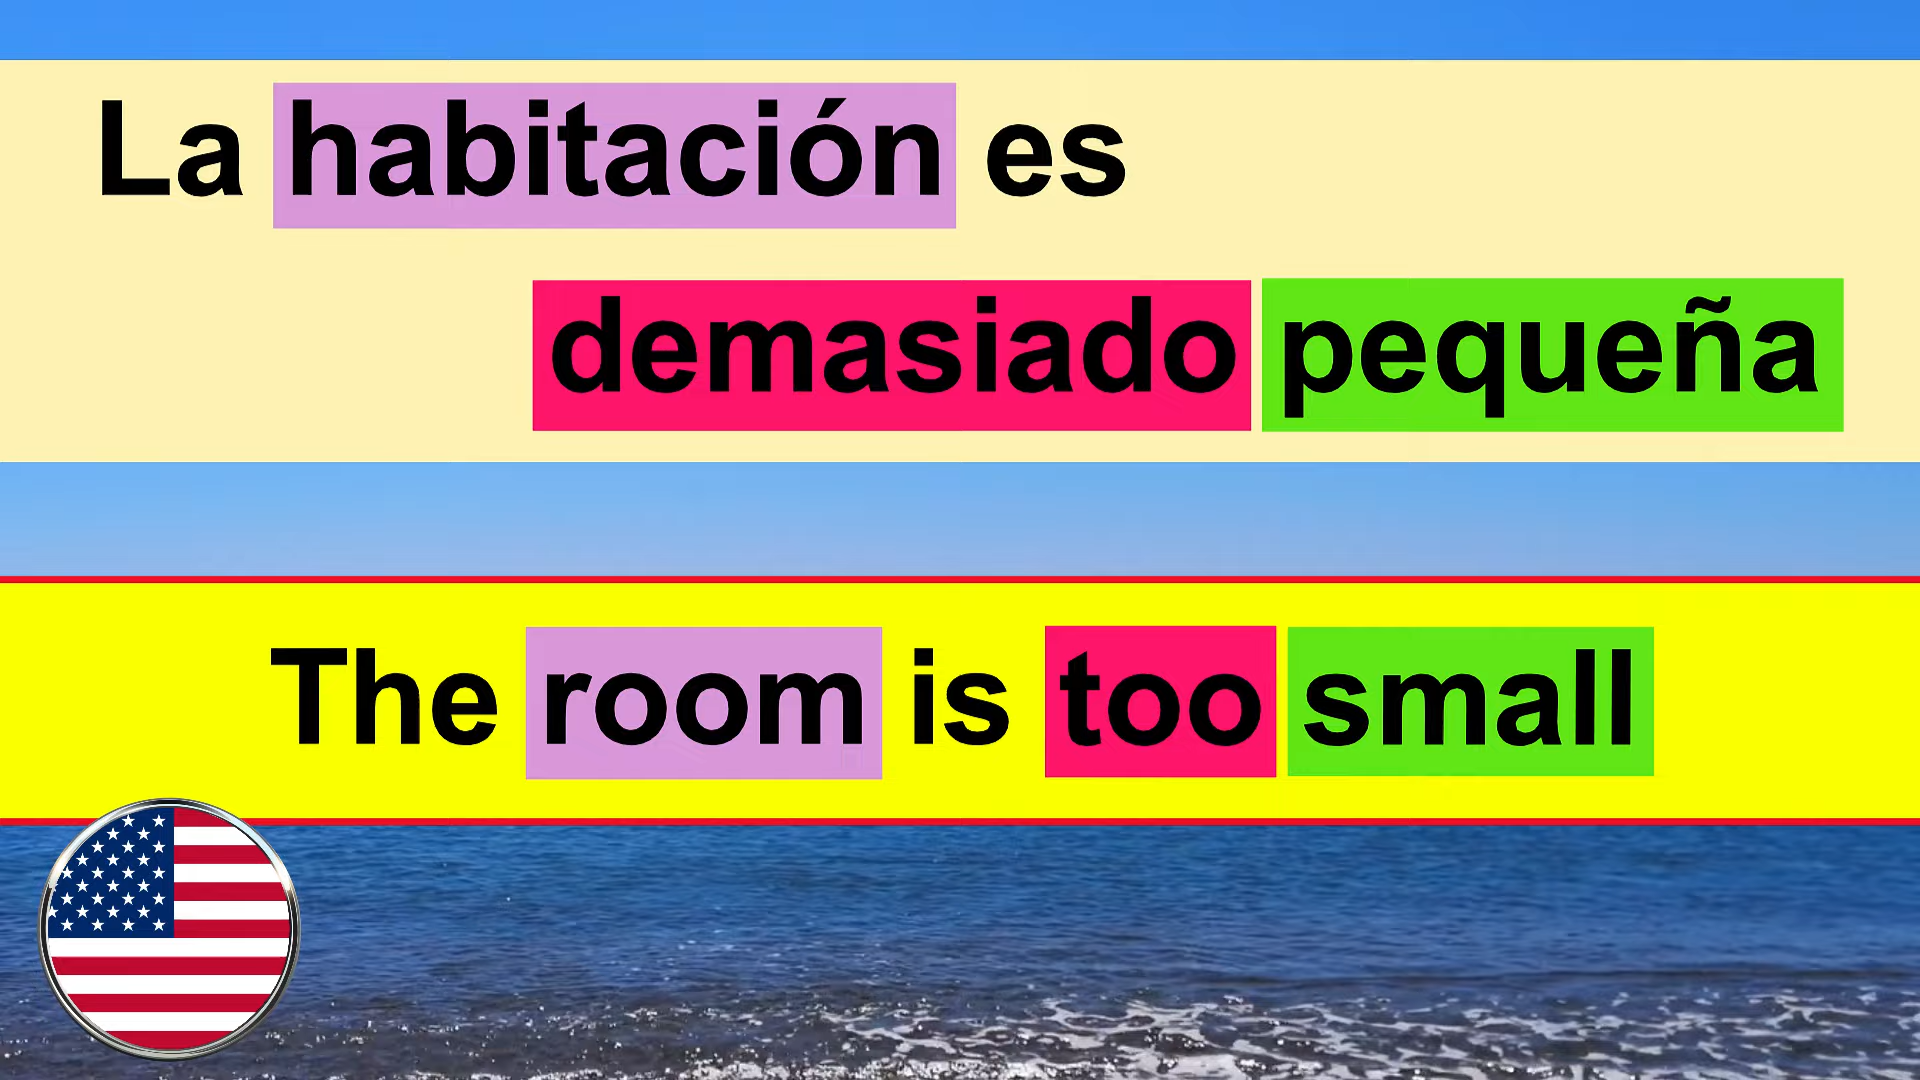 La habitación es
demasiado pequeña
The room is too small